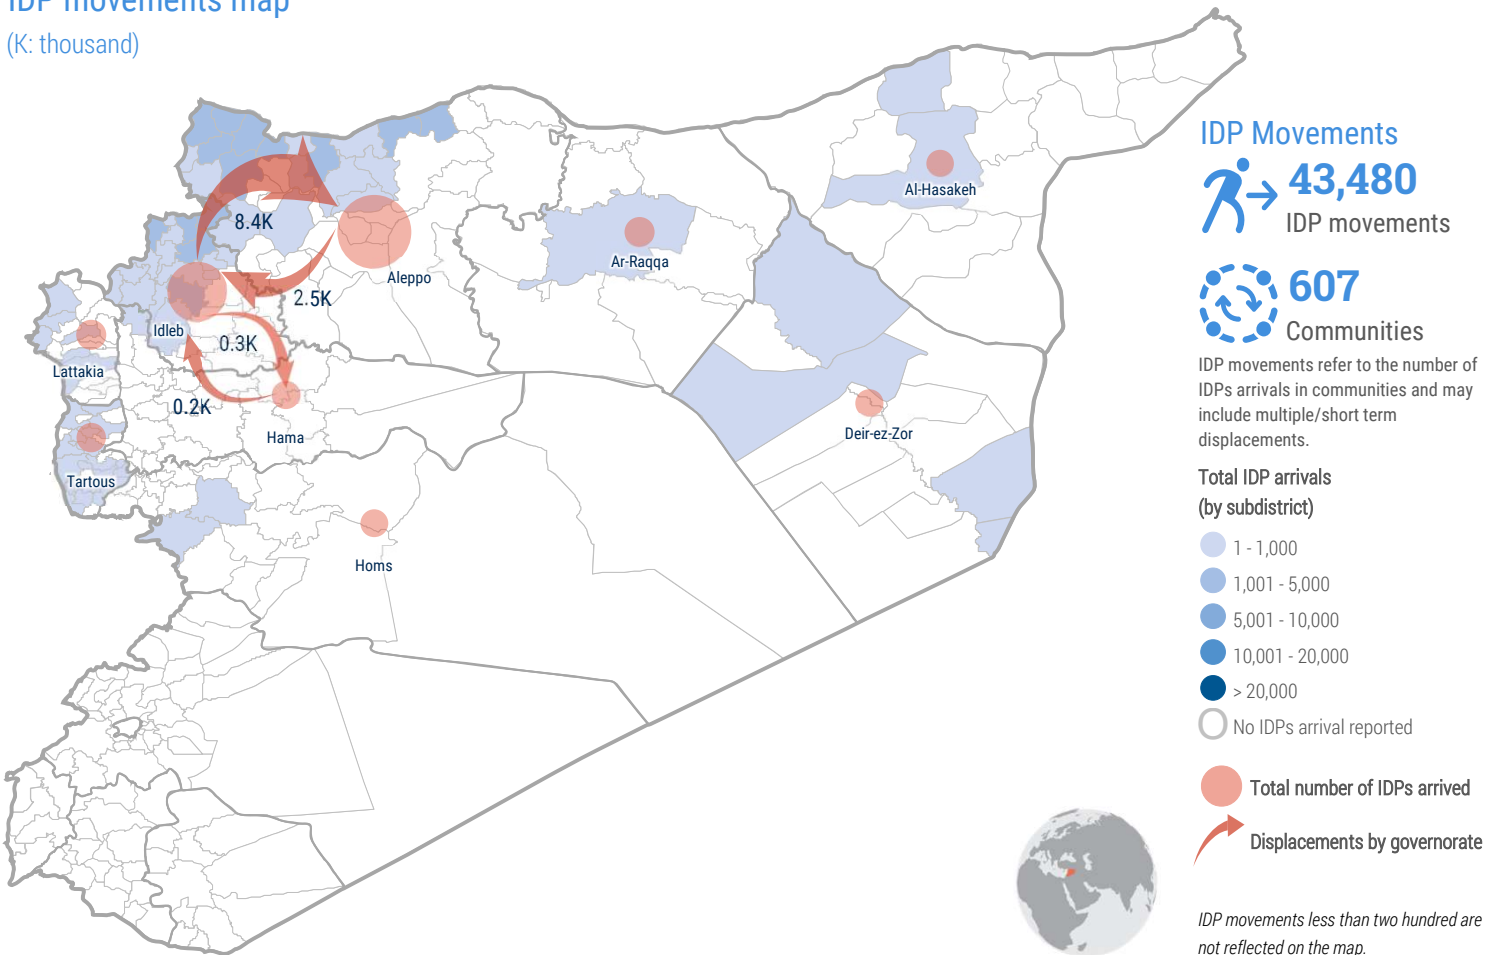 IDP movements map
(K: thousand)
8.4K
Aleppo
2.5K
Idleb
0.3K
0.2K
Lattakia
Hama
Tartous
Homs
Ar-Raqqa
Al-Hasakeh
Deir-ez-Zor
IDP Movements
43,480
IDP movements
607
Communities
IDP movements refer to the number of
IDPs arrivals in communities and may
include multiple/short term
displacements.
Total IDP arrivals
(by subdistrict)
1 - 1,000
1,001 - 5,000
5,001 - 10,000
10,001 - 20,000
> 20,000
No IDPs arrival reported
Total number of IDPs arrived
Displacements by governorate
IDP movements less than two hundred are
not reflected on the map.